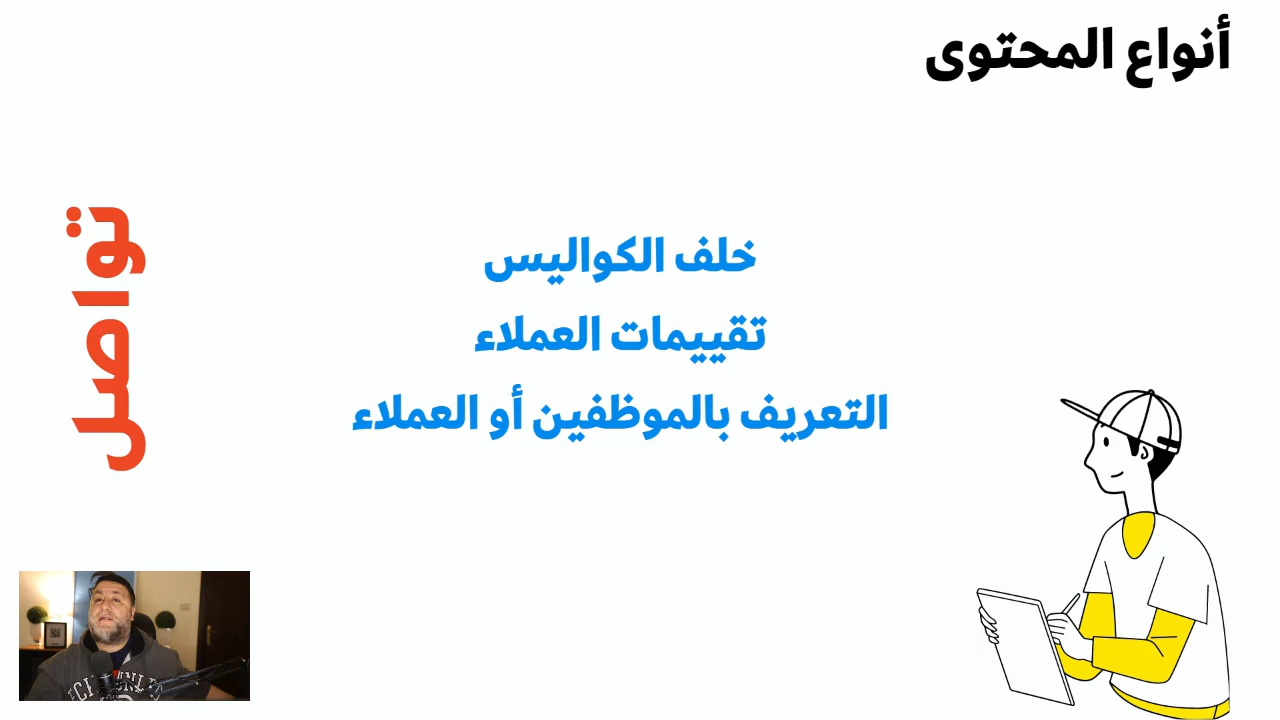 أنواع المحتوى
تواصل
خلف الكواليس
تقييمات العملاء
التعريف بالموظفين أو العملاء